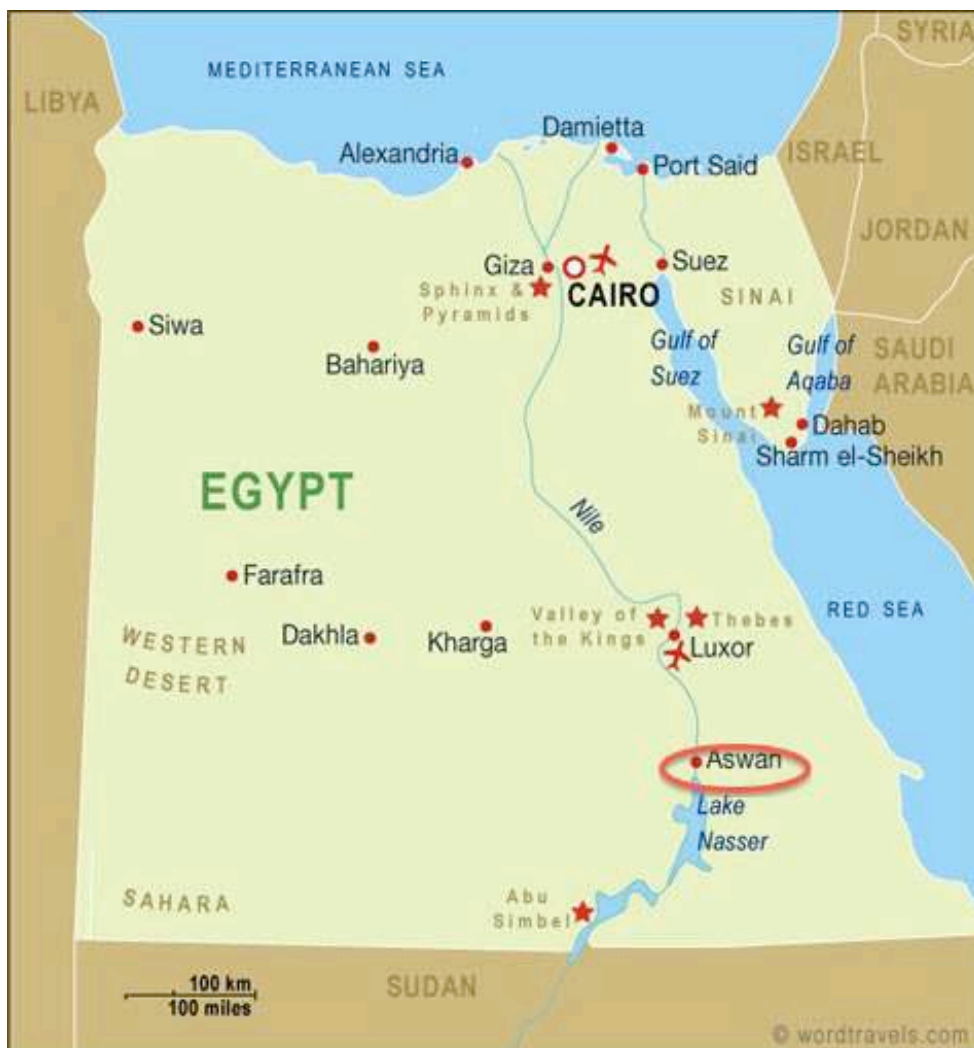 SYRIA
MEDITERRANEAN SEA
LIBYA
Damietta
Alexandria
Port Said
ISRAEL
JORDAN
Giza
CAIRO
Suez
Sphinx &
Pyramids
SINAI
Siwa
Bahariya
Gulf of
Suez
Gulf of
Aqaba
SAUDI
ARABIA
Mount
Sinai
Dahab
Sharm el-Sheikh
EGYPT
Nile
Farafra
RED SEA
Valley of
the Kings
Thebes
Dakhla
Kharga
Luxor
WESTERN
DESERT
Aswan
Lake
Nasser
SAHARA
Abu
Simbel
100 km
100 miles
SUDAN
© wordtravels.com